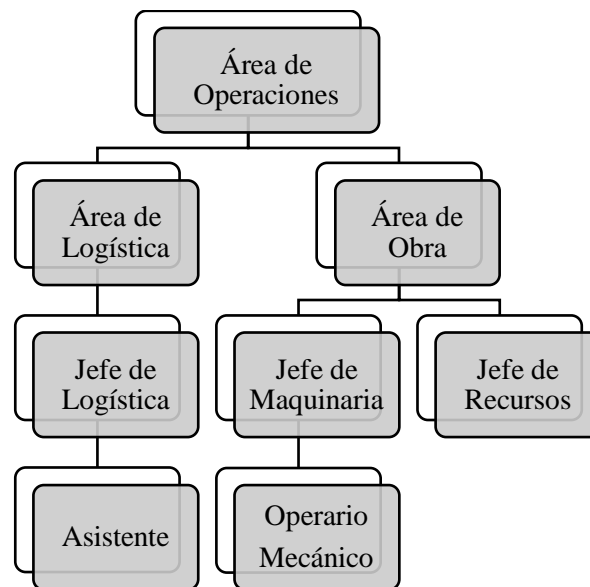 Área de
Operaciones
Área de
Logística
Área de
Obra
Jefe de
Logística
Jefe de
Maquinaria
Jefe de
Recursos
Asistente
Operario
Mecánico